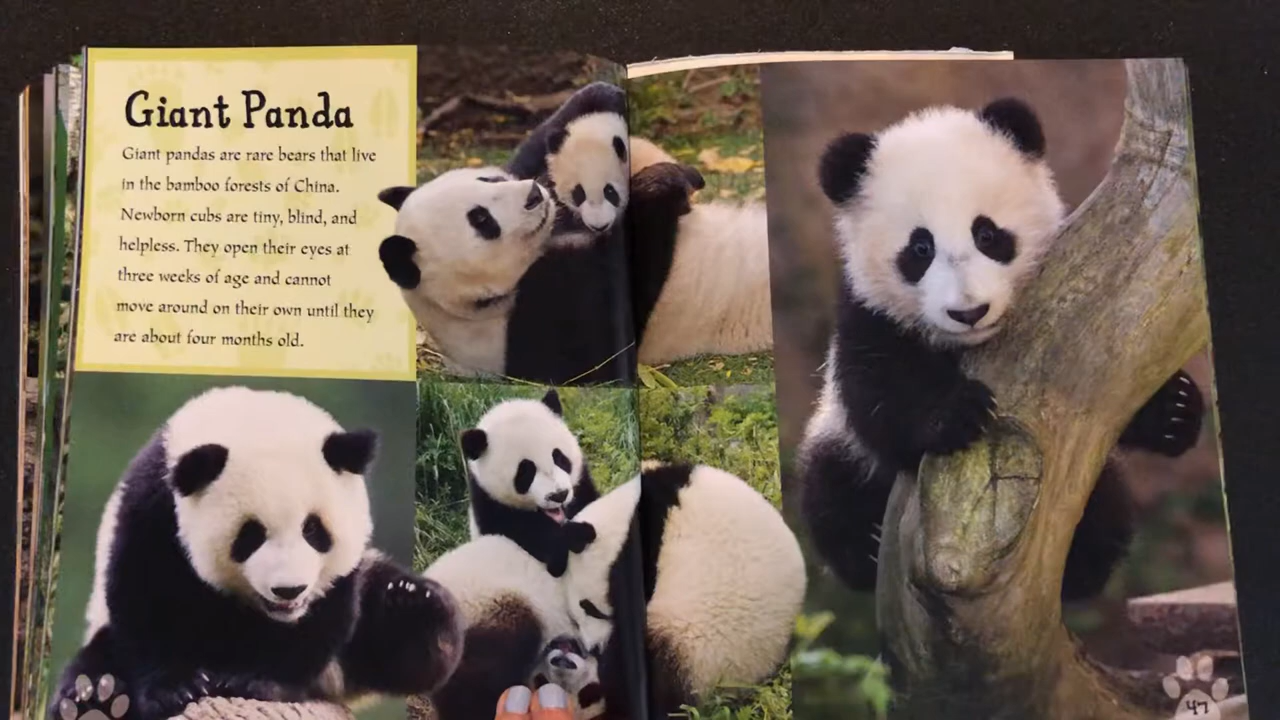 Giant Panda
Giant pandas are rare bears that live
in the bamboo forests of China.
Newborn cubs are tiny, blind, and
helpless. They open their eyes at
three weeks of age and cannot
move around on their own until they
are about four months old.
47